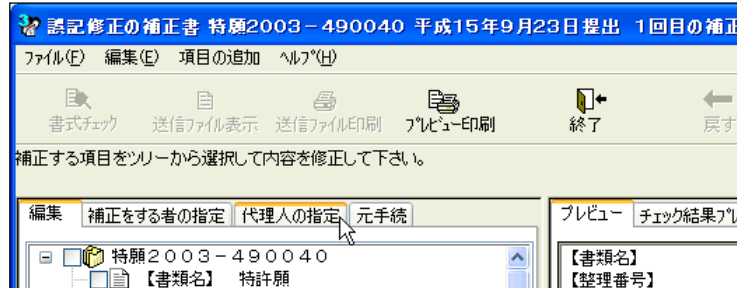 誤記修正の補正書 特願2003－490040 平成15年9月23日提出 1回目の補正
ファイル(F) 編集(E) 項目の追加 ヘルプ(H)
書式チェック 送信ファイル表示 送信ファイル印刷 プレビュー印刷 終了 戻す
補正する項目をツリーから選択して内容を修正して下さい。
編集 補正をする者の指定 代理人の指定 元手続 プレビュー チェック結果プレ
特願２００３－４９００４０ 【書類名】
【書類名】 特許願 【整理番号】